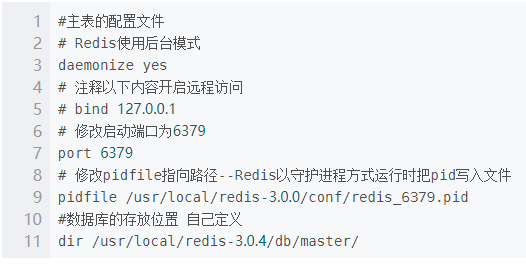 1 #主表的配置文件
2 # Redis使用后台模式
3 daemonize yes
4 # 注释以下内容开启远程访问
5 # bind 127.0.0.1
6 # 修改启动端口为6379
7 port 6379
8 # 修改pidfile指向路径--Redis以守护进程方式运行时把pid写入文件
9 pidfile /usr/local/redis-3.0.0/conf/redis_6379.pid
10 #数据库的存放位置 自己定义
11 dir /usr/local/redis-3.0.4/db/master/